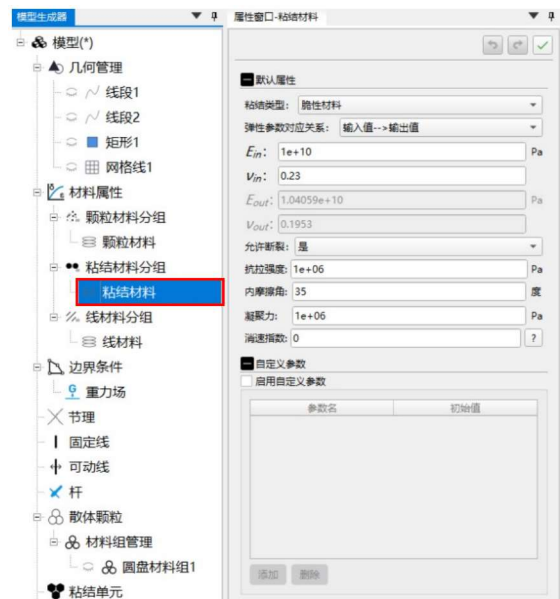 模型生成器
模型(*)
几何管理
线段1
线段2
矩形1
网格线1
材料属性
颗粒材料分组
颗粒材料
粘结材料分组
粘结材料
线材料分组
线材料
边界条件
重力场
节理
固定线
可动线
杆
散体颗粒
材料组管理
圆盘材料组1
粘结单元
属性窗口-粘结材料
默认属性
粘结类型: 脆性材料
弹性参数对应关系: 输入值-->输出值
Ein: 1e+10 Pa
νin: 0.23
Eout: 1.04059e+10 Pa
νout: 0.1953
允许断裂: 是
抗拉强度: 1e+06 Pa
内摩擦角: 35 度
凝聚力: 1e+06 Pa
消速指数: 0 ?
自定义参数
启用自定义参数
参数名 初始值
添加 删除